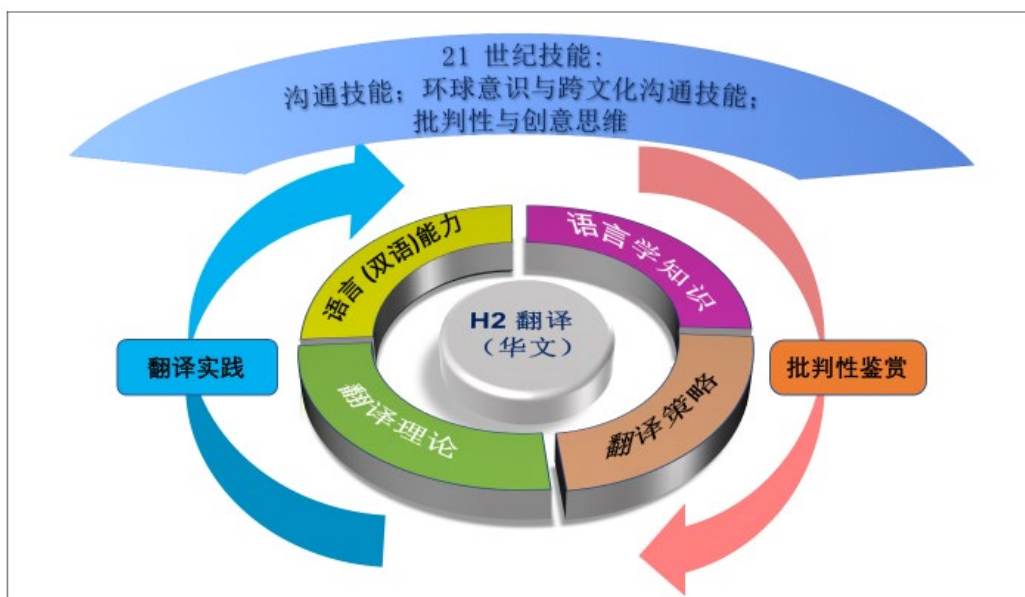 21 世纪技能:
沟通技能；环球意识与跨文化沟通技能；
批判性与创意思维
语言(双语)能力
语言学知识
H2 翻译
（华文）
翻译实践
批判性鉴赏
翻译理论
翻译策略